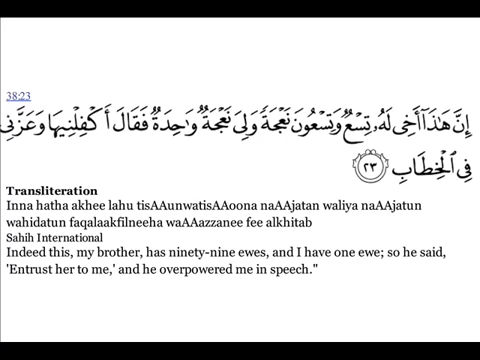 38:23
إِنَّ هَٰذَآ أَخِى لَهُۥ تِسْعٌ وَتِسْعُونَ نَعْجَةً وَلِىَ نَعْجَةٌ وَٰحِدَةٌ فَقَالَ أَكْفِلْنِيهَا وَعَزَّنِى
فِى ٱلْخِطَابِ ﴿٢٣﴾
Transliteration
Inna hatha akhee lahu tisAAunwatisAAoona naAAjatan waliya naAAjatun
wahidatun faqalaakfilneeha waAAazzanee fee alkhitab
Sahih International
Indeed this, my brother, has ninety-nine ewes, and I have one ewe; so he said,
'Entrust her to me,' and he overpowered me in speech."